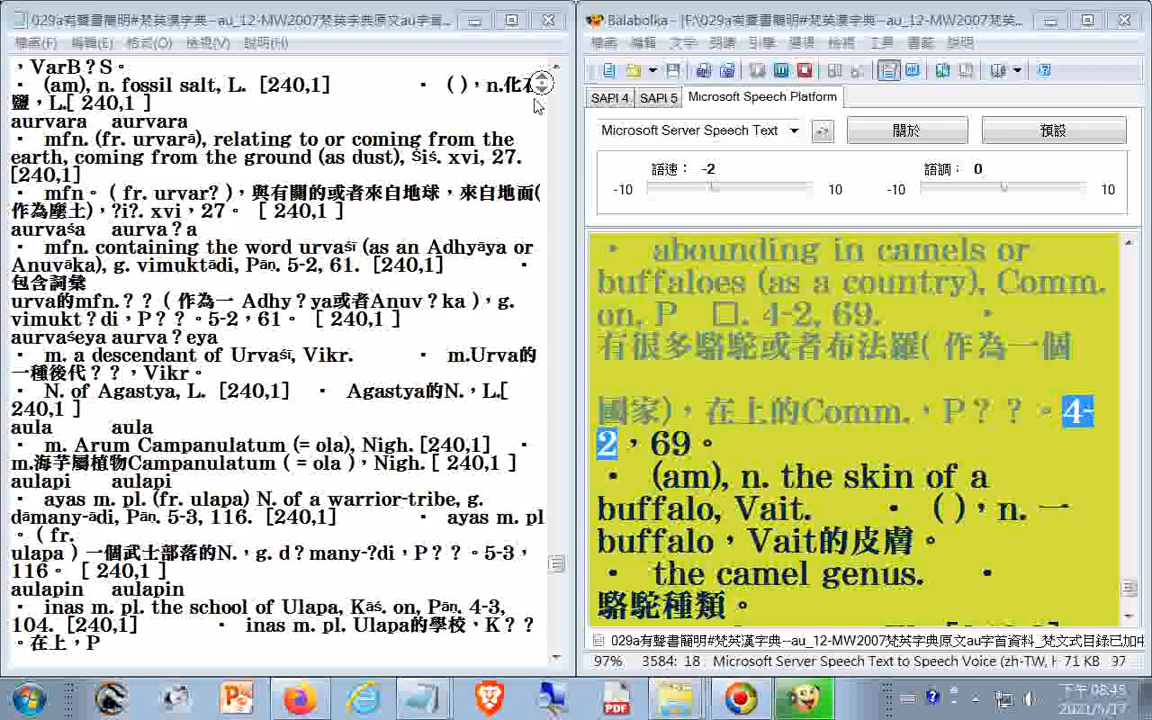 029a有聲書簡明#梵英漢字典--au_12-MW2007梵英字典原文au字首...
檔案(F) 編輯(E) 格式(O) 檢視(V) 說明(H)
，VarB？S。
‧ (am), n. fossil salt, L. [240,1] ‧ ( )，n.化石
鹽，L.[ 240,1 ]
aurvara aurvara
‧ mfn. (fr. urvarā), relating to or coming from the
earth, coming from the ground (as dust), Śiś. xvi, 27.
[240,1]
‧ mfn。 ( fr. urvar? )，與有關的或者來自地球，來自地面(
作為塵土)，?i?. xvi，27。 [ 240,1 ]
aurvaśa aurva？a
‧ mfn. containing the word urvaśī (as an Adhyāya or
Anuvāka), g. vimuktādi, Pāṇ. 5-2, 61. [240,1] ‧
包含詞彙
urva的mfn.？？ ( 作為一 Adhy？ya或者Anuv？ka )，g.
vimukt？di，P？？。5-2，61。 [ 240,1 ]
aurvaśeya aurva？eya
‧ m. a descendant of Urvaśī, Vikr. ‧ m.Urva的
一種後代？？，Vikr。
‧ N. of Agastya, L. [240,1] ‧ Agastya的N.，L.[
240,1 ]
aula aula
‧ m. Arum Campanulatum (= ola), Nigh. [240,1] ‧
m.海芋屬植物Campanulatum ( = ola )，Nigh. [ 240,1 ]
aulapi aulapi
‧ ayas m. pl. (fr. ulapa) N. of a warrior-tribe, g.
dāmany-ādi, Pāṇ. 5-3, 116. [240,1] ‧ ayas m. pl
。 ( fr.
ulapa ) 一個武士部落的N.，g. d？many-?di，P？？。5-3，
116。 [ 240,1 ]
aulapin aulapin
‧ inas m. pl. the school of Ulapa, Kāś. on, Pāṇ. 4-3,
104. [240,1] ‧ inas m. pl. Ulapa的學校，K？？
。在上，P
Balabolka - [F:\029a有聲書簡明#梵英漢字典--au_12-MW2007梵英...
檔案 編輯 文字 朗讀 引擎 選項 檢視 工具 書籤 說明
SAPI 4 SAPI 5 Microsoft Speech Platform
Microsoft Server Speech Text 關於 預設
語速： -2 語調： 0
-10 10 -10 10
‧ abounding in camels or
buffaloes (as a country), Comm.
on, P □. 4-2, 69. ‧
有很多駱駝或者布法羅( 作為一個
國家)，在上的Comm.，P？？。4-
2，69。
‧ (am), n. the skin of a
buffalo, Vait. ‧ ( )，n. 一
buffalo，Vait的皮膚。
‧ the camel genus. ‧
駱駝種類。
029a有聲書簡明#梵英漢字典--au_12-MW2007梵英字典原文au字首資料_梵文式目錄已加中
97% 3584: 18 Microsoft Server Speech Text to Speech Voice (zh-TW, H 71 KB 97
PDF
下午 08:45